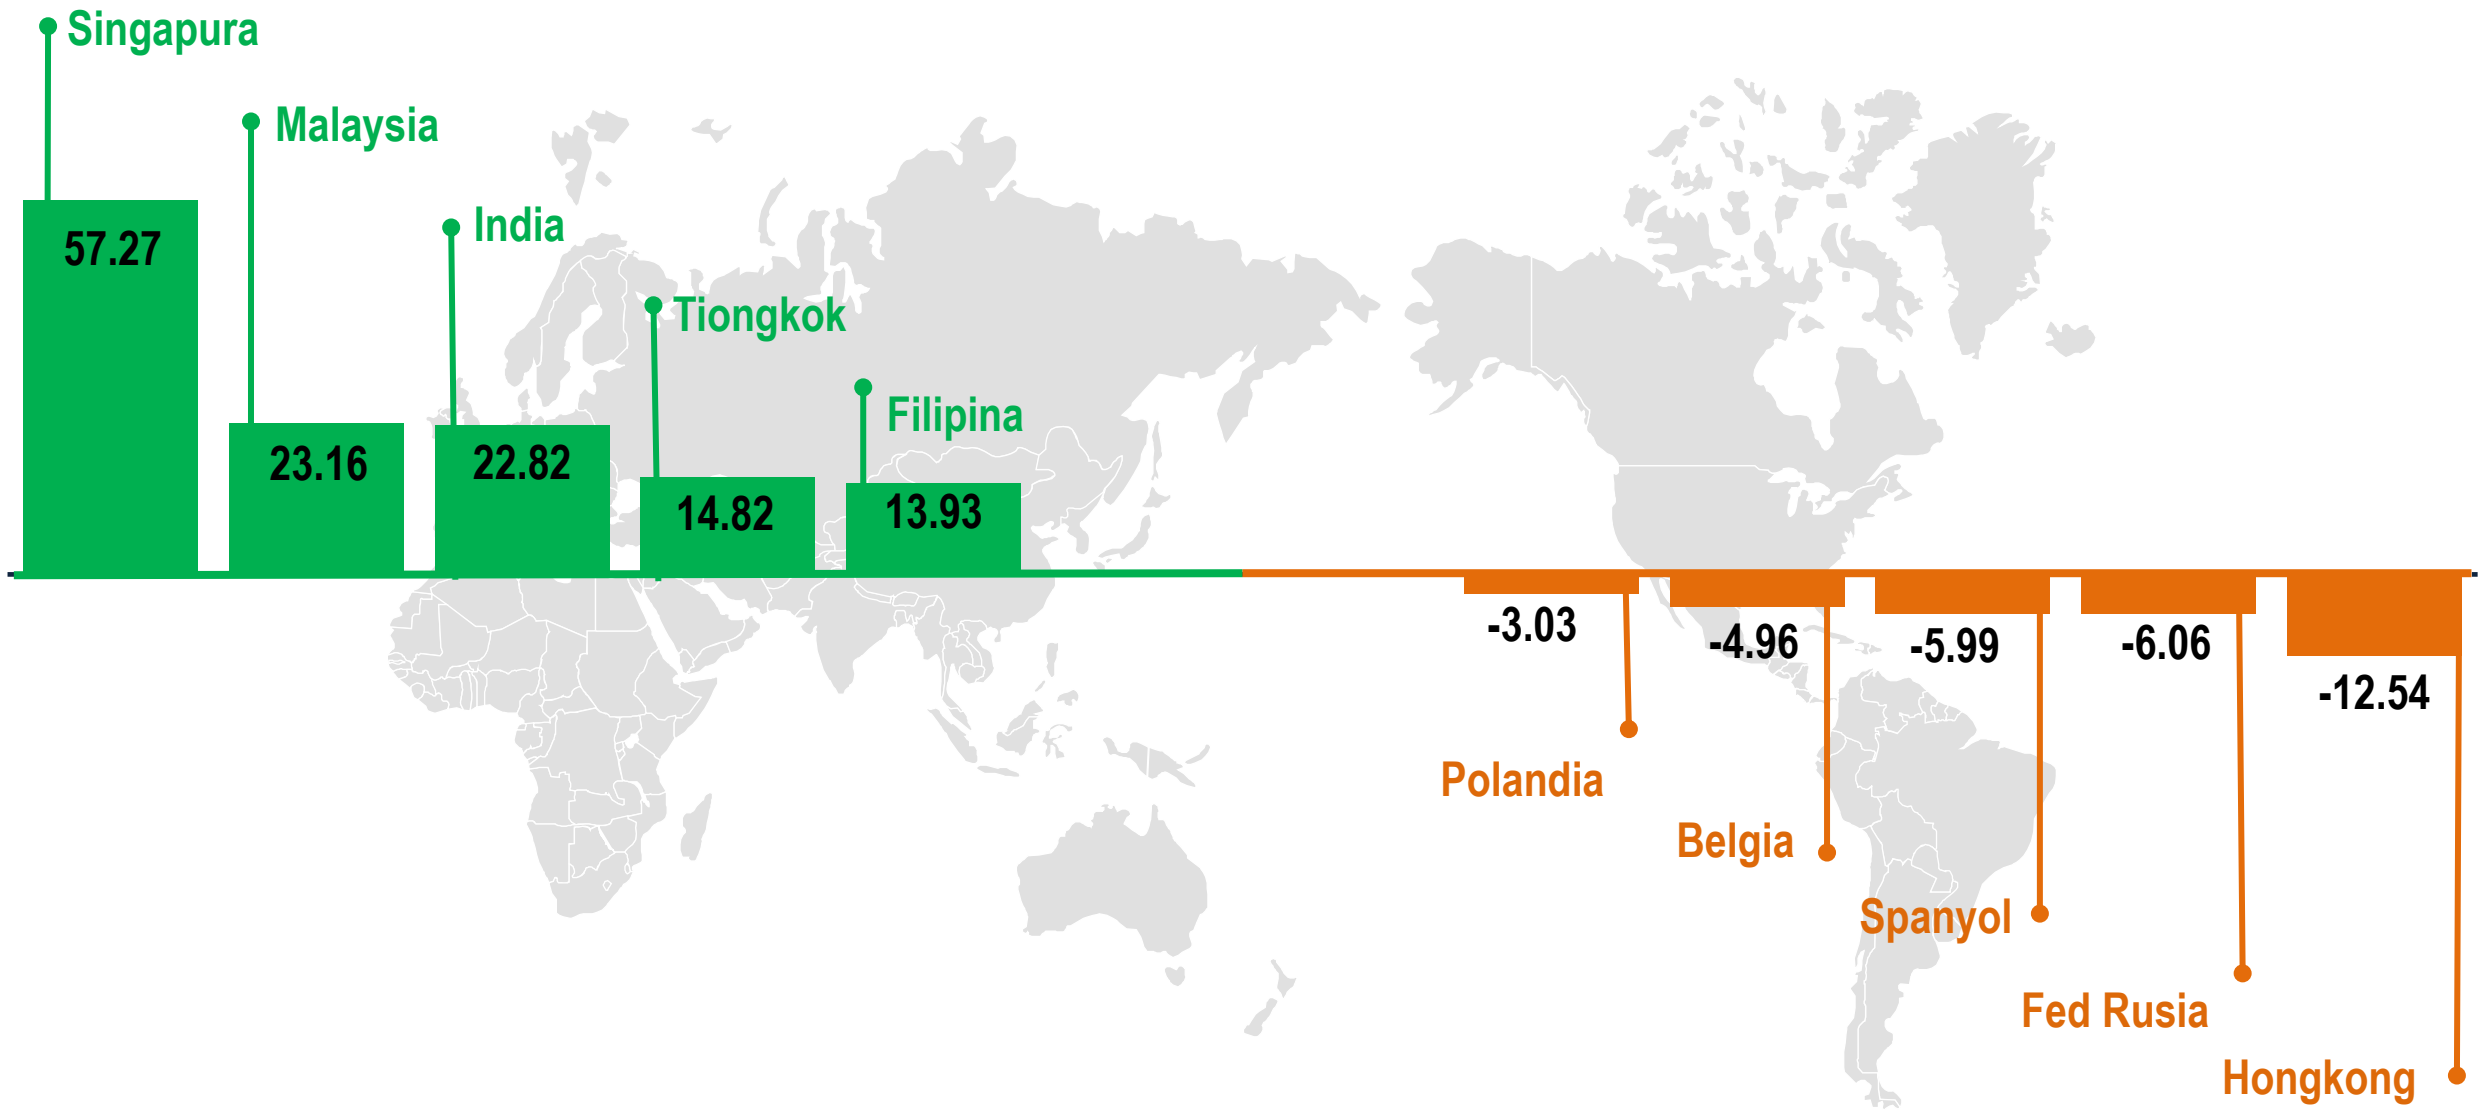 Singapura
57.27
Malaysia
23.16
India
22.82
Tiongkok
14.82
Filipina
13.93
-3.03
Polandia
-4.96
Belgia
-5.99
Spanyol
-6.06
Fed Rusia
-12.54
Hongkong